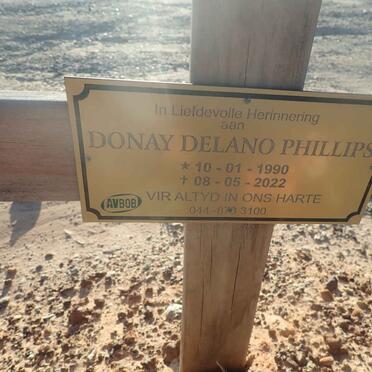 In Liefdevolle Herinnering
aan
DONAY DELANO PHILLIPS
* 10 - 01 - 1990
† 08 - 05 - 2022
AVBOB VIR ALTYD IN ONS HARTE
3100